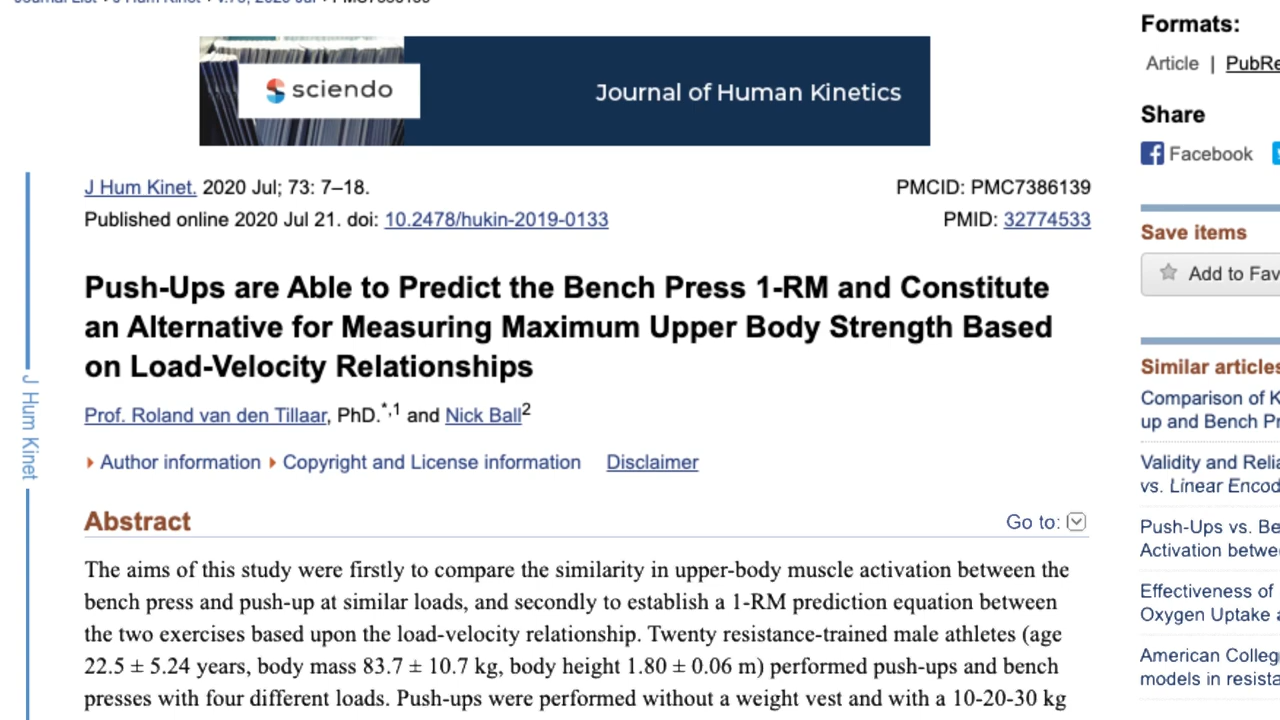 sciendo
Journal of Human Kinetics
J Hum Kinet. 2020 Jul; 73: 7–18.
PMCID: PMC7386139
Published online 2020 Jul 21. doi: 10.2478/hukin-2019-0133
PMID: 32774533
Push-Ups are Able to Predict the Bench Press 1-RM and Constitute
an Alternative for Measuring Maximum Upper Body Strength Based
on Load-Velocity Relationships
Prof. Roland van den Tillaar, PhD.*,1 and Nick Ball2
Author information
Copyright and License information
Disclaimer
Abstract
Go to:
The aims of this study were firstly to compare the similarity in upper-body muscle activation between the
bench press and push-up at similar loads, and secondly to establish a 1-RM prediction equation between
the two exercises based upon the load-velocity relationship. Twenty resistance-trained male athletes (age
22.5 ± 5.24 years, body mass 83.7 ± 10.7 kg, body height 1.80 ± 0.06 m) performed push-ups and bench
presses with four different loads. Push-ups were performed without a weight vest and with a 10-20-30 kg
J Hum Kinet
Formats:
Article | PubRe
Share
Facebook
Save items
Add to Fav
Similar articles
Comparison of K
up and Bench Pr
Validity and Relia
vs. Linear Encod
Push-Ups vs. Be
Activation betwee
Effectiveness of
Oxygen Uptake a
American Colleg
models in resista